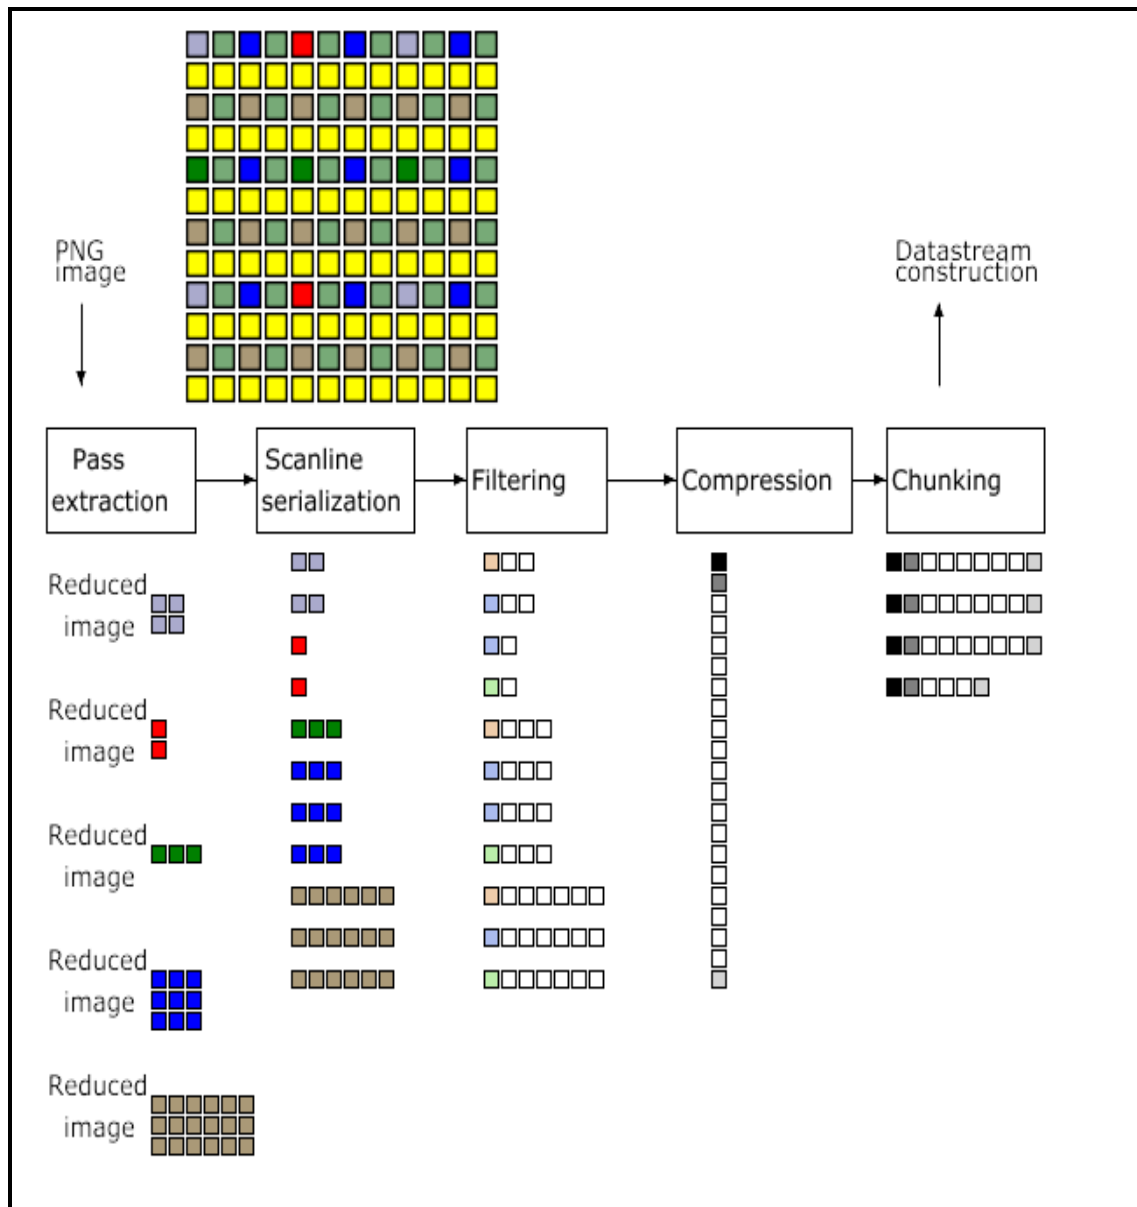 PNG
image
Datastream
construction
Pass
extraction
Scanline
serialization
Filtering
Compression
Chunking
Reduced
image
Reduced
image
Reduced
image
Reduced
image
Reduced
image